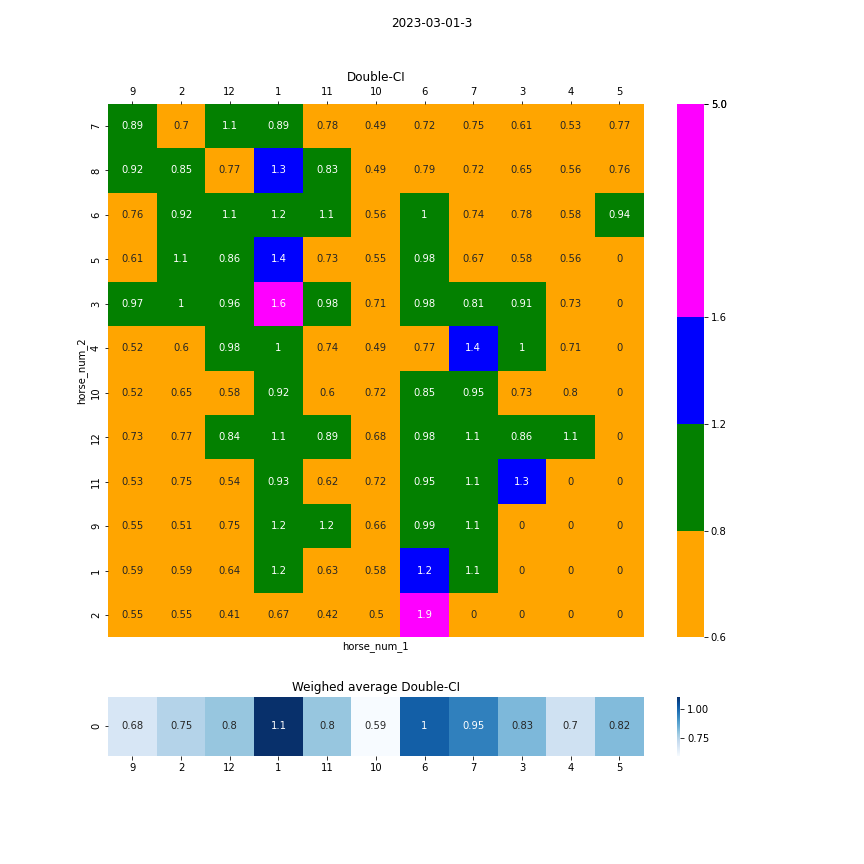 2023-03-01-3
Double-CI
9 2 12 1 11 10 6 7 3 4 5
7 0.89 0.7 1.1 0.89 0.78 0.49 0.72 0.75 0.61 0.53 0.77
8 0.92 0.85 0.77 1.3 0.83 0.49 0.79 0.72 0.65 0.56 0.76
6 0.76 0.92 1.1 1.2 1.1 0.56 1 0.74 0.78 0.58 0.94
5 0.61 1.1 0.86 1.4 0.73 0.55 0.98 0.67 0.58 0.56 0
3 0.97 1 0.96 1.6 0.98 0.71 0.98 0.81 0.91 0.73 0
4 0.52 0.6 0.98 1 0.74 0.49 0.77 1.4 1 0.71 0
10 0.52 0.65 0.58 0.92 0.6 0.72 0.85 0.95 0.73 0.8 0
12 0.73 0.77 0.84 1.1 0.89 0.68 0.98 1.1 0.86 1.1 0
11 0.53 0.75 0.54 0.93 0.62 0.72 0.95 1.1 1.3 0 0
9 0.55 0.51 0.75 1.2 1.2 0.66 0.99 1.1 0 0 0
1 0.59 0.59 0.64 1.2 0.63 0.58 1.2 1.1 0 0 0
2 0.55 0.55 0.41 0.67 0.42 0.5 1.9 0 0 0 0
horse_num_2
horse_num_1
5.0
1.6
1.2
0.8
0.6
Weighed average Double-CI
0 0.68 0.75 0.8 1.1 0.8 0.59 1 0.95 0.83 0.7 0.82
9 2 12 1 11 10 6 7 3 4 5
1.00
0.75